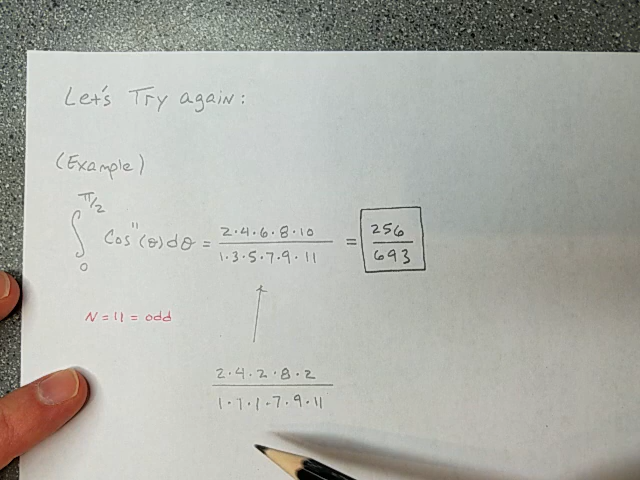 Let's Try again:
(Example)
∫₀^{π/2} Cos¹¹(θ)dθ = 2·4·6·8·10 / 1·3·5·7·9·11 = 256 / 693
N = 11 = odd
2·4·2·8·2 / 1·1·1·7·9·11